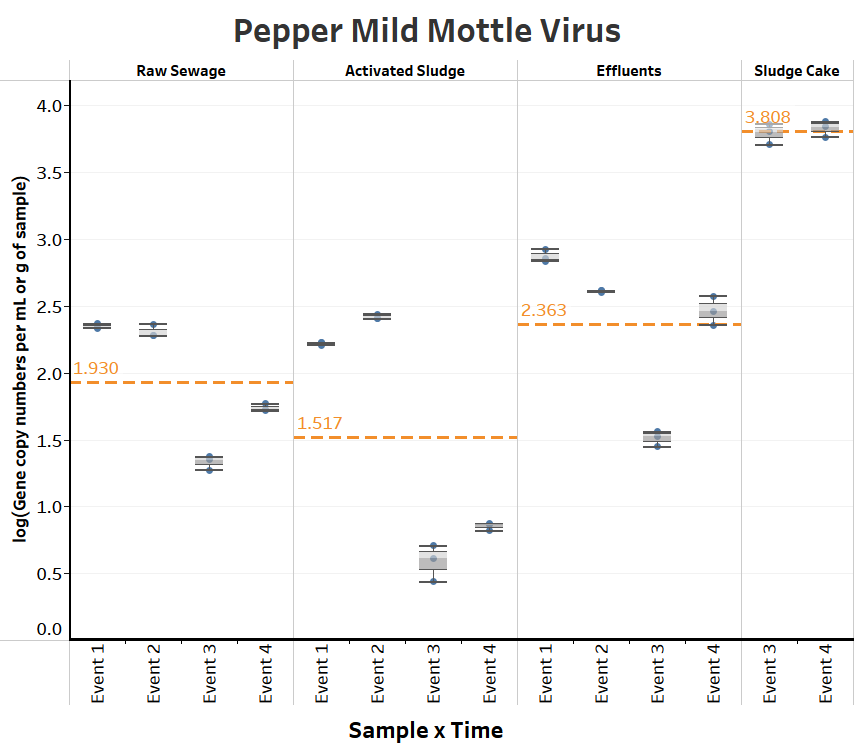 Pepper Mild Mottle Virus
Raw Sewage Activated Sludge Effluents Sludge Cake
log(Gene copy numbers per mL or g of sample)
4.0
3.5
3.0
2.5
2.0
1.5
1.0
0.5
0.0
1.930
1.517
2.363
3.808
Event 1 Event 2 Event 3 Event 4 Event 1 Event 2 Event 3 Event 4 Event 1 Event 2 Event 3 Event 4 Event 3 Event 4
Sample x Time